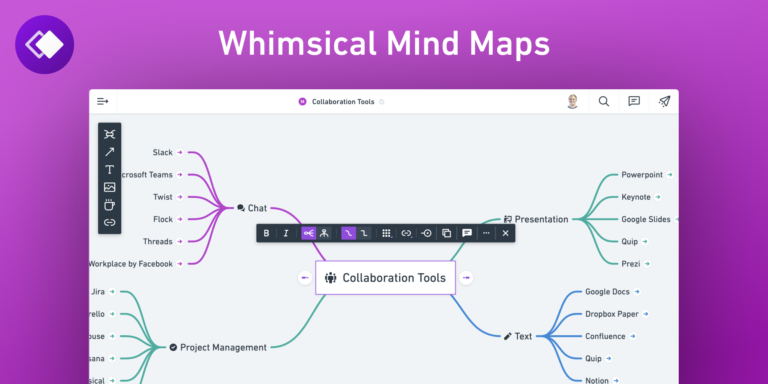 Whimsical Mind Maps
Collaboration Tools
Slack
crosoft Teams
Twist
Flock
Threads
Workplace by Facebook
Chat
T
B I
Collaboration Tools
Presentation
Powerpoint
Keynote
Google Slides
Quip
Prezi
Jira
rello
ouse
sana
sical
Project Management
Text
Google Docs
Dropbox Paper
Confluence
Quip
Notion